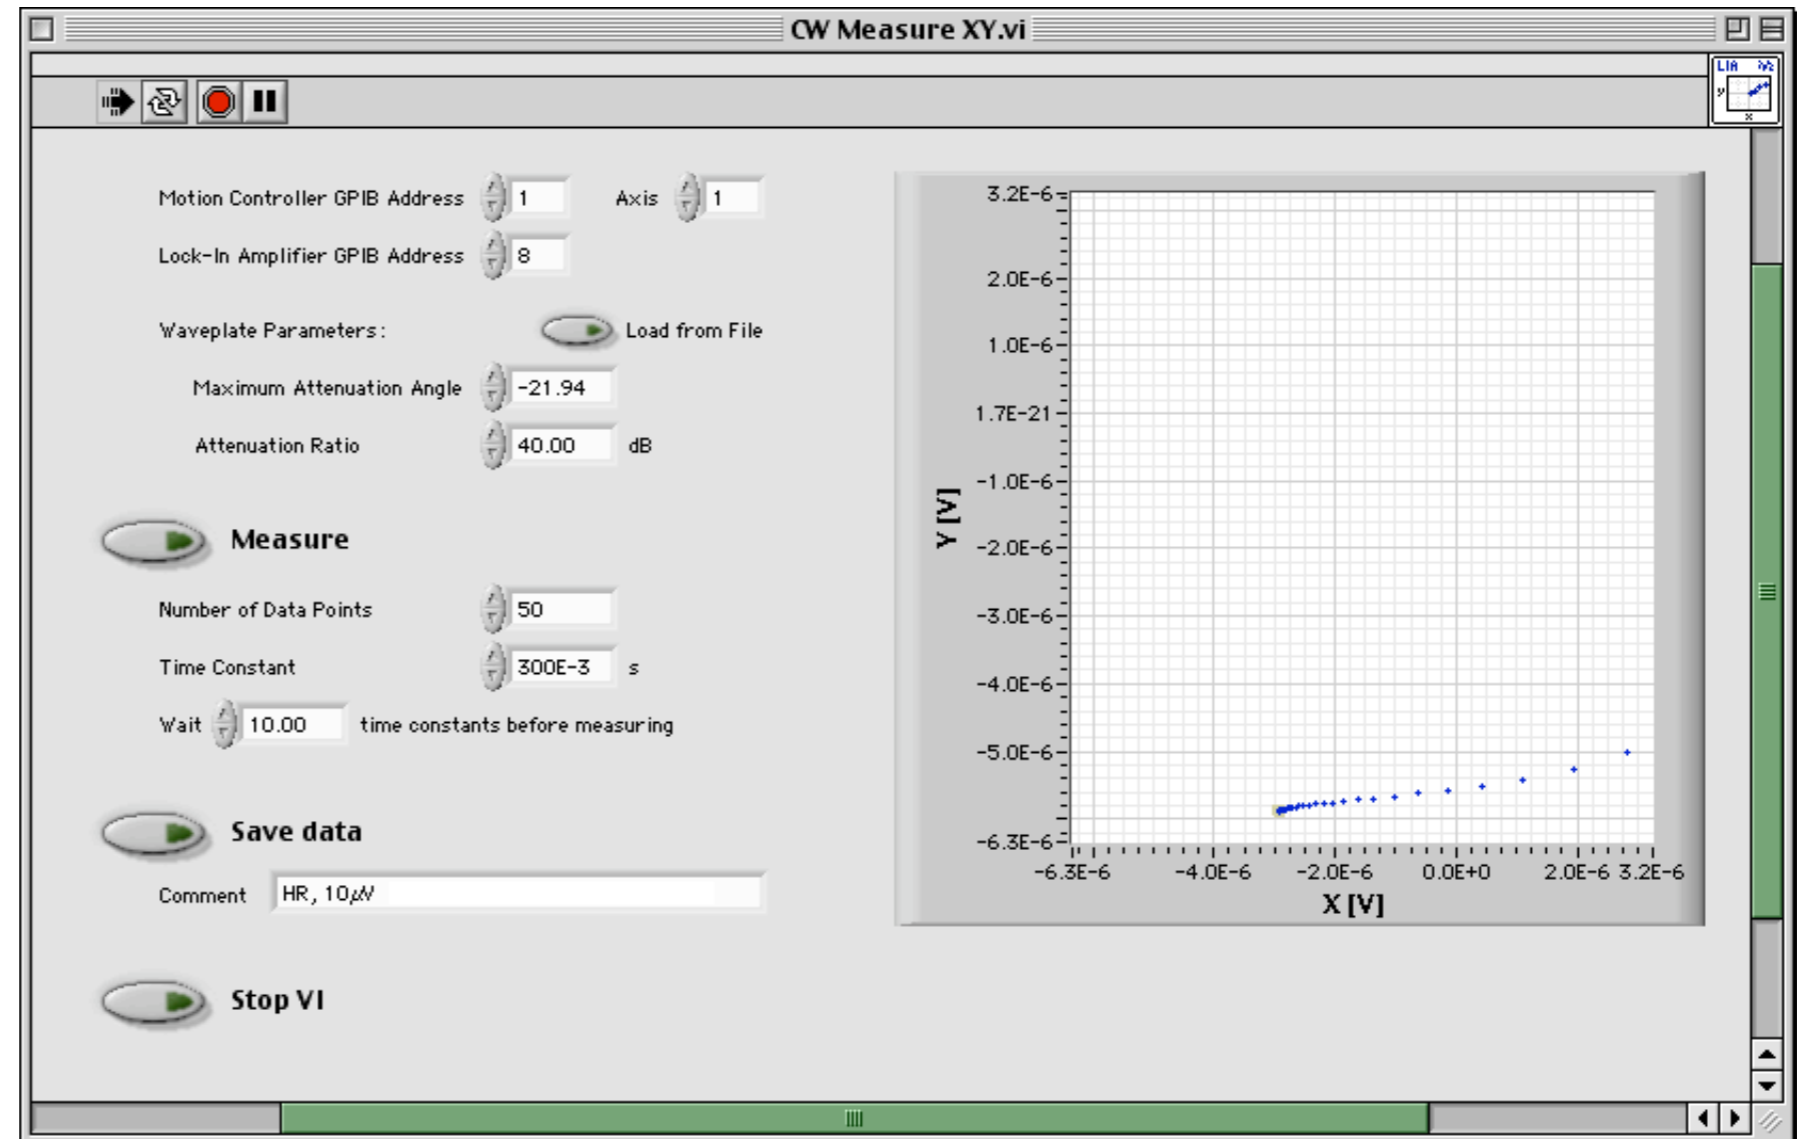 CW Measure XY.vi
LIA λ/2
y
x
Motion Controller GPIB Address 1 Axis 1
Lock-In Amplifier GPIB Address 8
Waveplate Parameters: Load from File
Maximum Attenuation Angle -21.94
Attenuation Ratio 40.00 dB
Measure
Number of Data Points 50
Time Constant 300E-3 s
Wait 10.00 time constants before measuring
Save data
Comment HR, 10µV
Stop VI
Y [V]
3.2E-6
2.0E-6
1.0E-6
1.7E-21
-1.0E-6
-2.0E-6
-3.0E-6
-4.0E-6
-5.0E-6
-6.3E-6
-6.3E-6 -4.0E-6 -2.0E-6 0.0E+0 2.0E-6 3.2E-6
X [V]